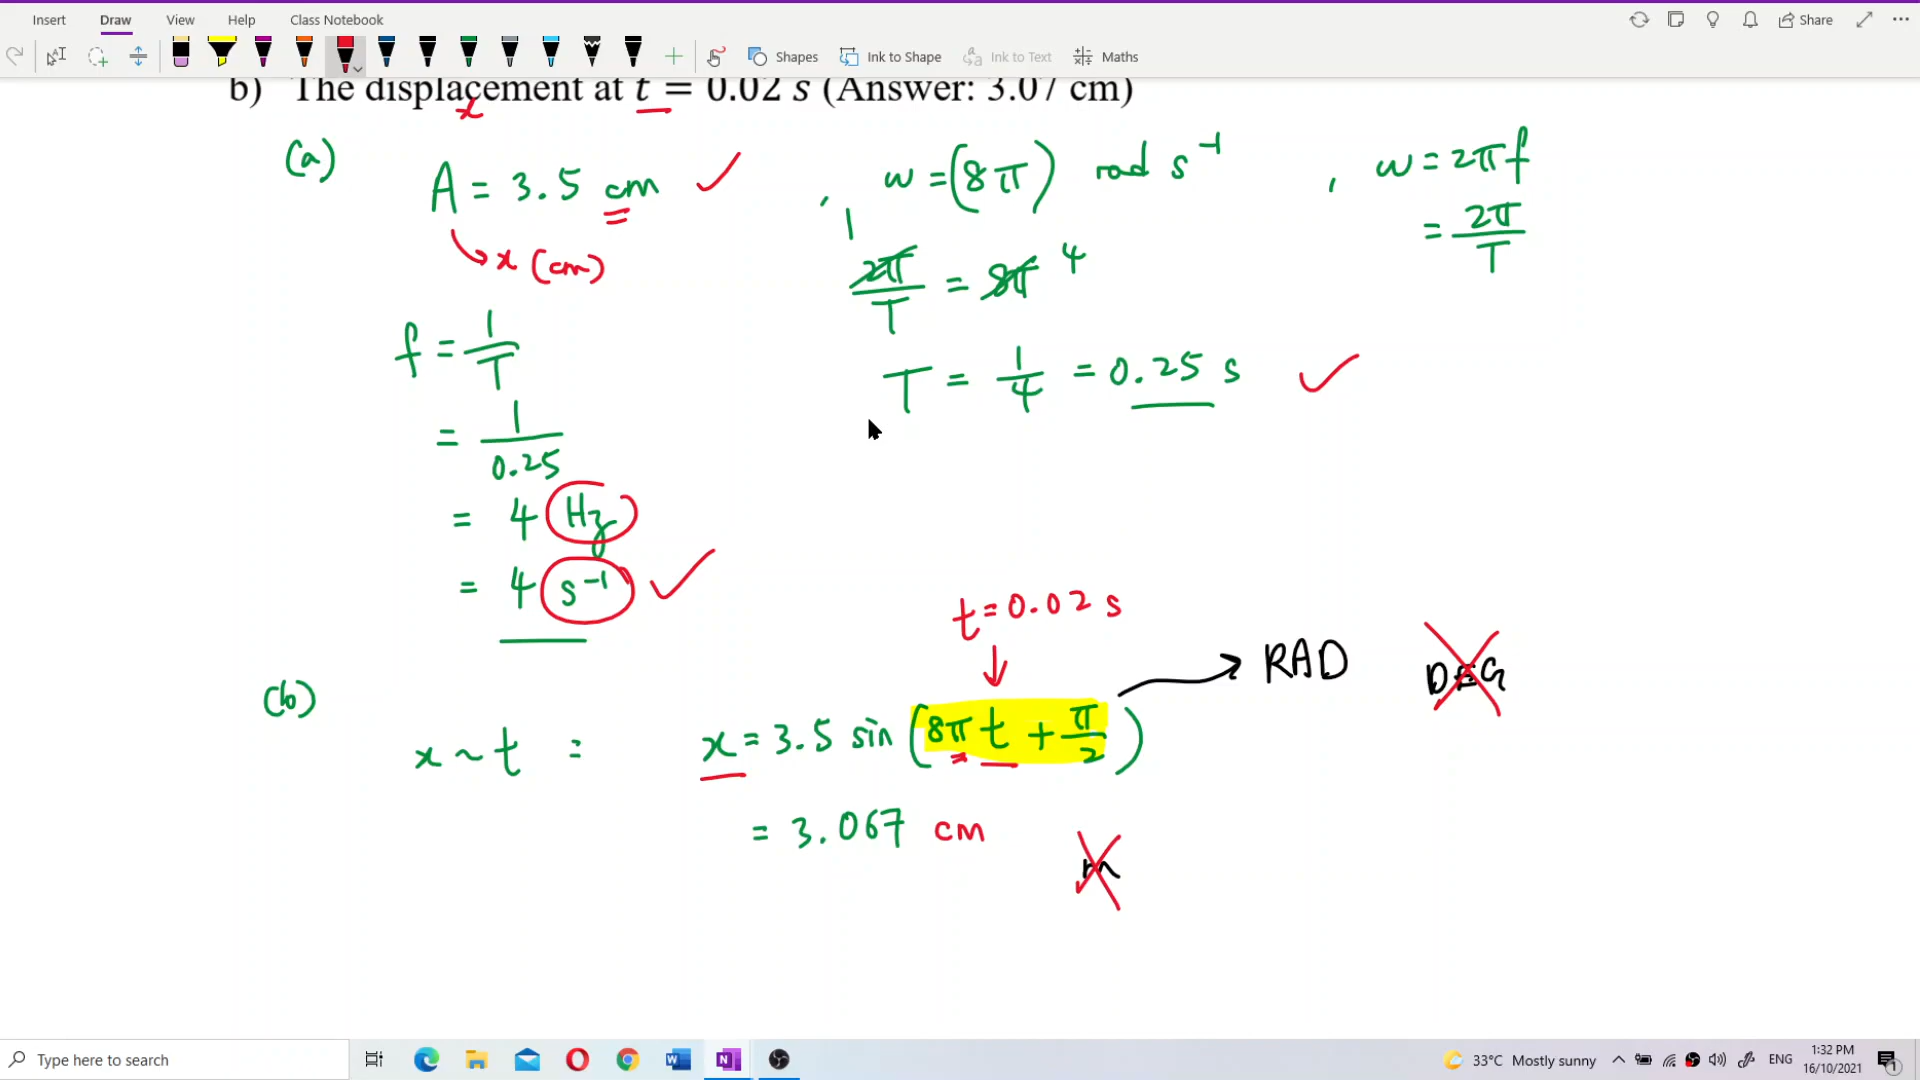 Insert Draw View Help Class Notebook Share
Shapes Ink to Shape Ink to Text Maths
b) The displacement at t = 0.02 s (Answer: 3.07 cm)
x
(a)
A = 3.5 cm , ω = (8π) rad s⁻¹ , ω = 2πf
= 2π/T
→ x (cm)
1
2π/T = 8π 4
f = 1/T
T = 1/4 = 0.25 s
= 1/0.25
= 4 Hz
= 4 s⁻¹
t = 0.02 s
RAD DEG
(b)
x ~ t : x = 3.5 sin (8πt + π/2)
= 3.067 cm
m
Type here to search
33°C Mostly sunny ENG 1:32 PM
16/10/2021
1